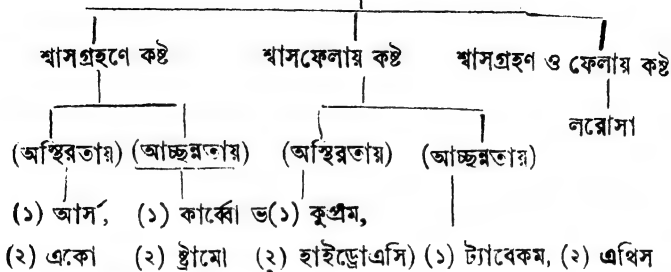 শ্বাসগ্রহণে কষ্ট শ্বাসফেলায় কষ্ট শ্বাসগ্রহণ ও ফেলায় কষ্ট
লরোসা
(অস্থিরতায়) (আচ্ছন্নতায়) (অস্থিরতায়) (আচ্ছন্নতায়)
(১) আর্স, (১) কার্ব্বো ভ(১) কুপ্রম,
(২) একো (২) ষ্ট্রামো (২) হাইড্রোএসি) (১) ট্যাবেকম, (২) এথিস